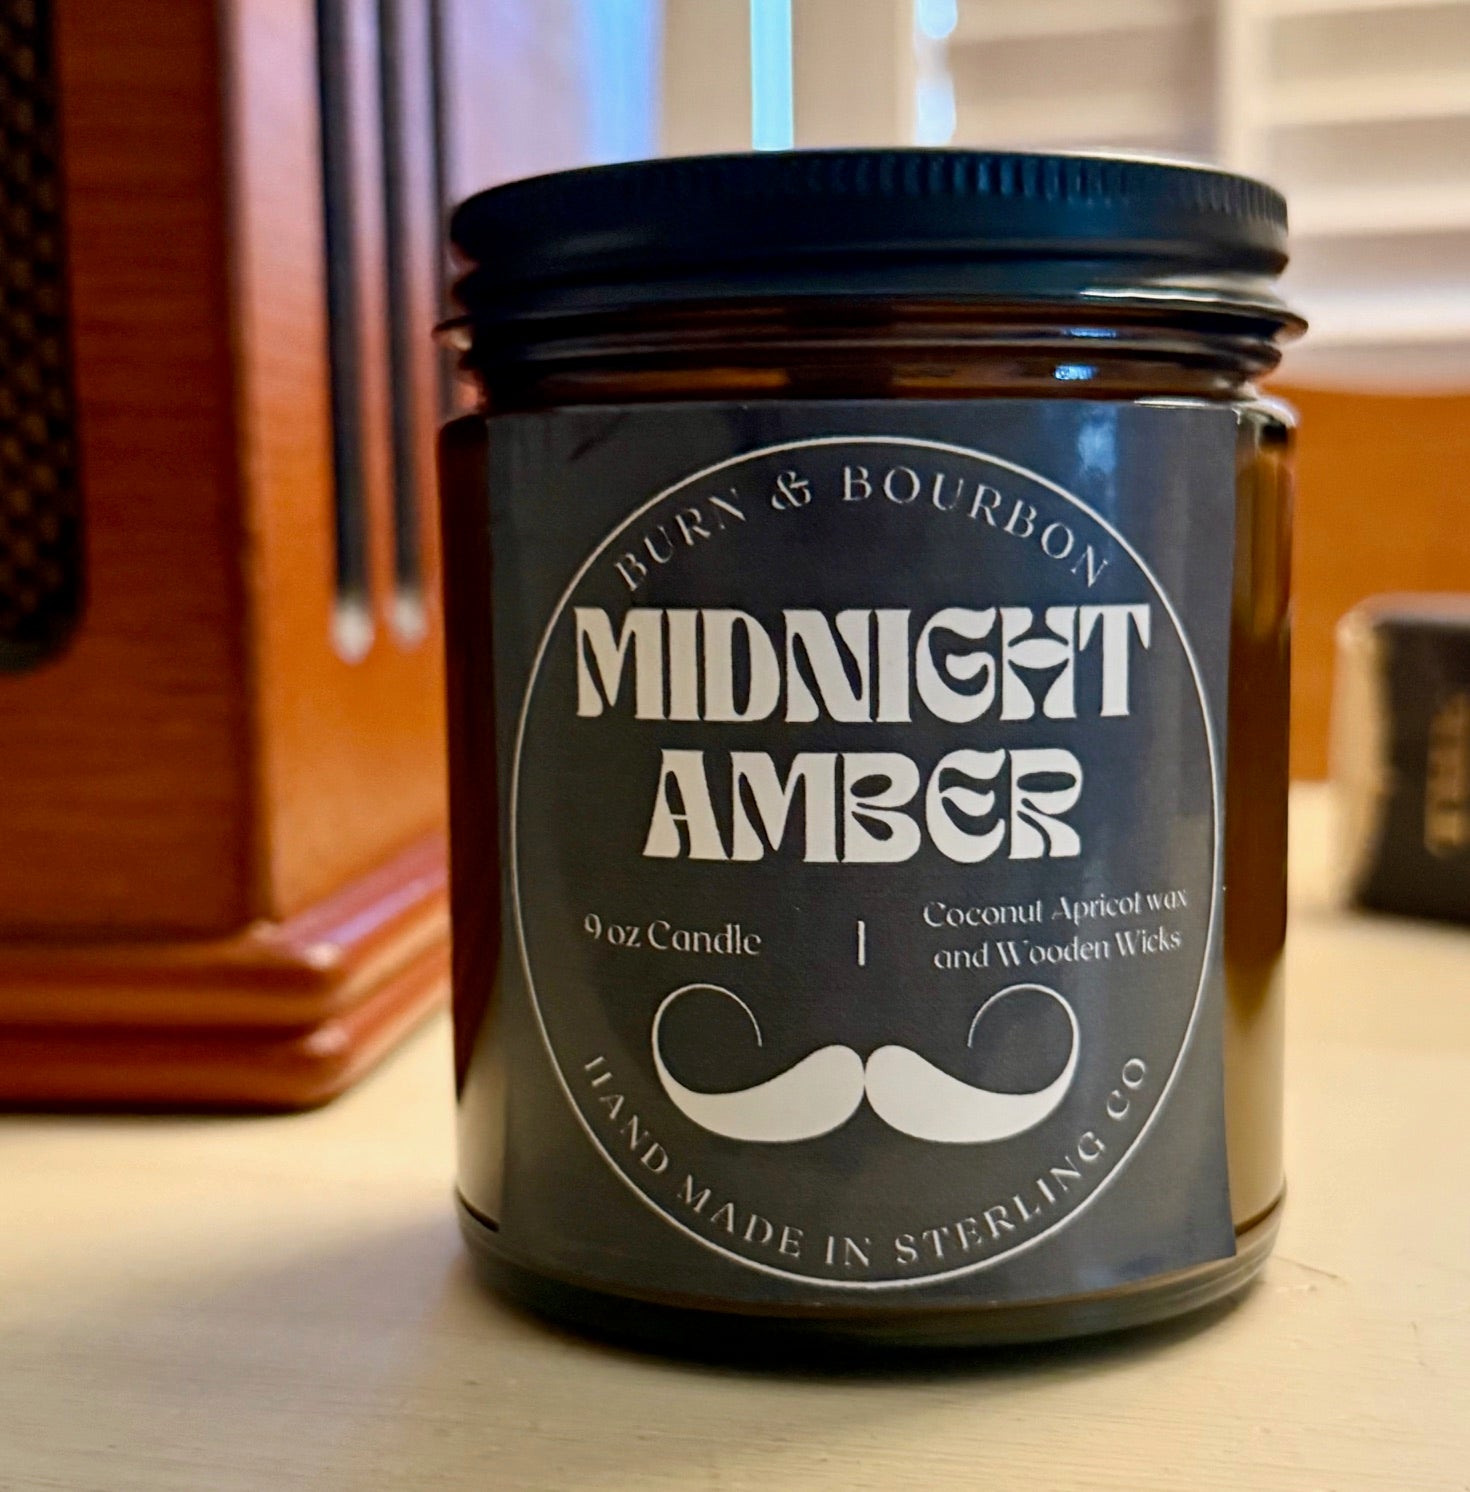 BURN & BOURBON
MIDNIGHT
AMBER
9 oz Candle
|
Coconut Apricot wax
and Wooden Wicks
HAND MADE IN STERLING CO